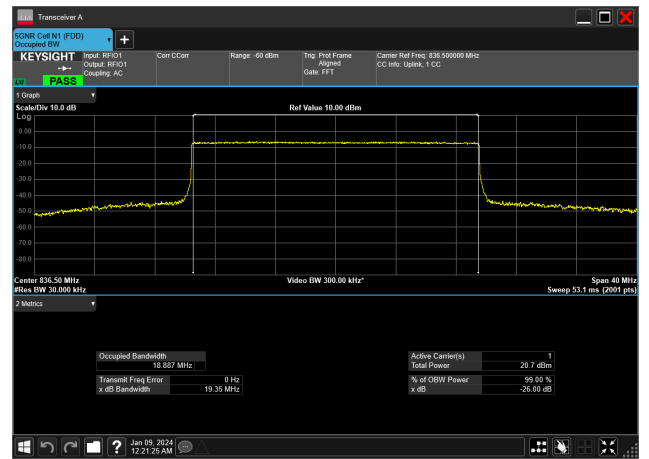 Transceiver A
5GNR Cell N1 (FDD)
Occupied BW
KEYSIGHT Input: RFIO1 Corr CCorr Range: -60 dBm Trig: Prot Frame Carrier Ref Freq: 836.500000 MHz
Output: RFIO1 Aligned CC Info: Uplink, 1 CC
Coupling: AC Gate: FFT
PASS
1 Graph
Scale/Div 10.0 dB Ref Value 10.00 dBm
Log
0.00
-10.0
-20.0
-30.0
-40.0
-50.0
-60.0
-70.0
-80.0
Center 836.50 MHz Video BW 300.00 kHz* Span 40 MHz
#Res BW 30.000 kHz Sweep 53.1 ms (2001 pts)
2 Metrics
Occupied Bandwidth Active Carrier(s) 1
18.887 MHz Total Power 20.7 dBm
Transmit Freq Error 0 Hz % of OBW Power 99.00 %
x dB Bandwidth 19.35 MHz x dB -26.00 dB
? Jan 09, 2024
12:21:25 AM